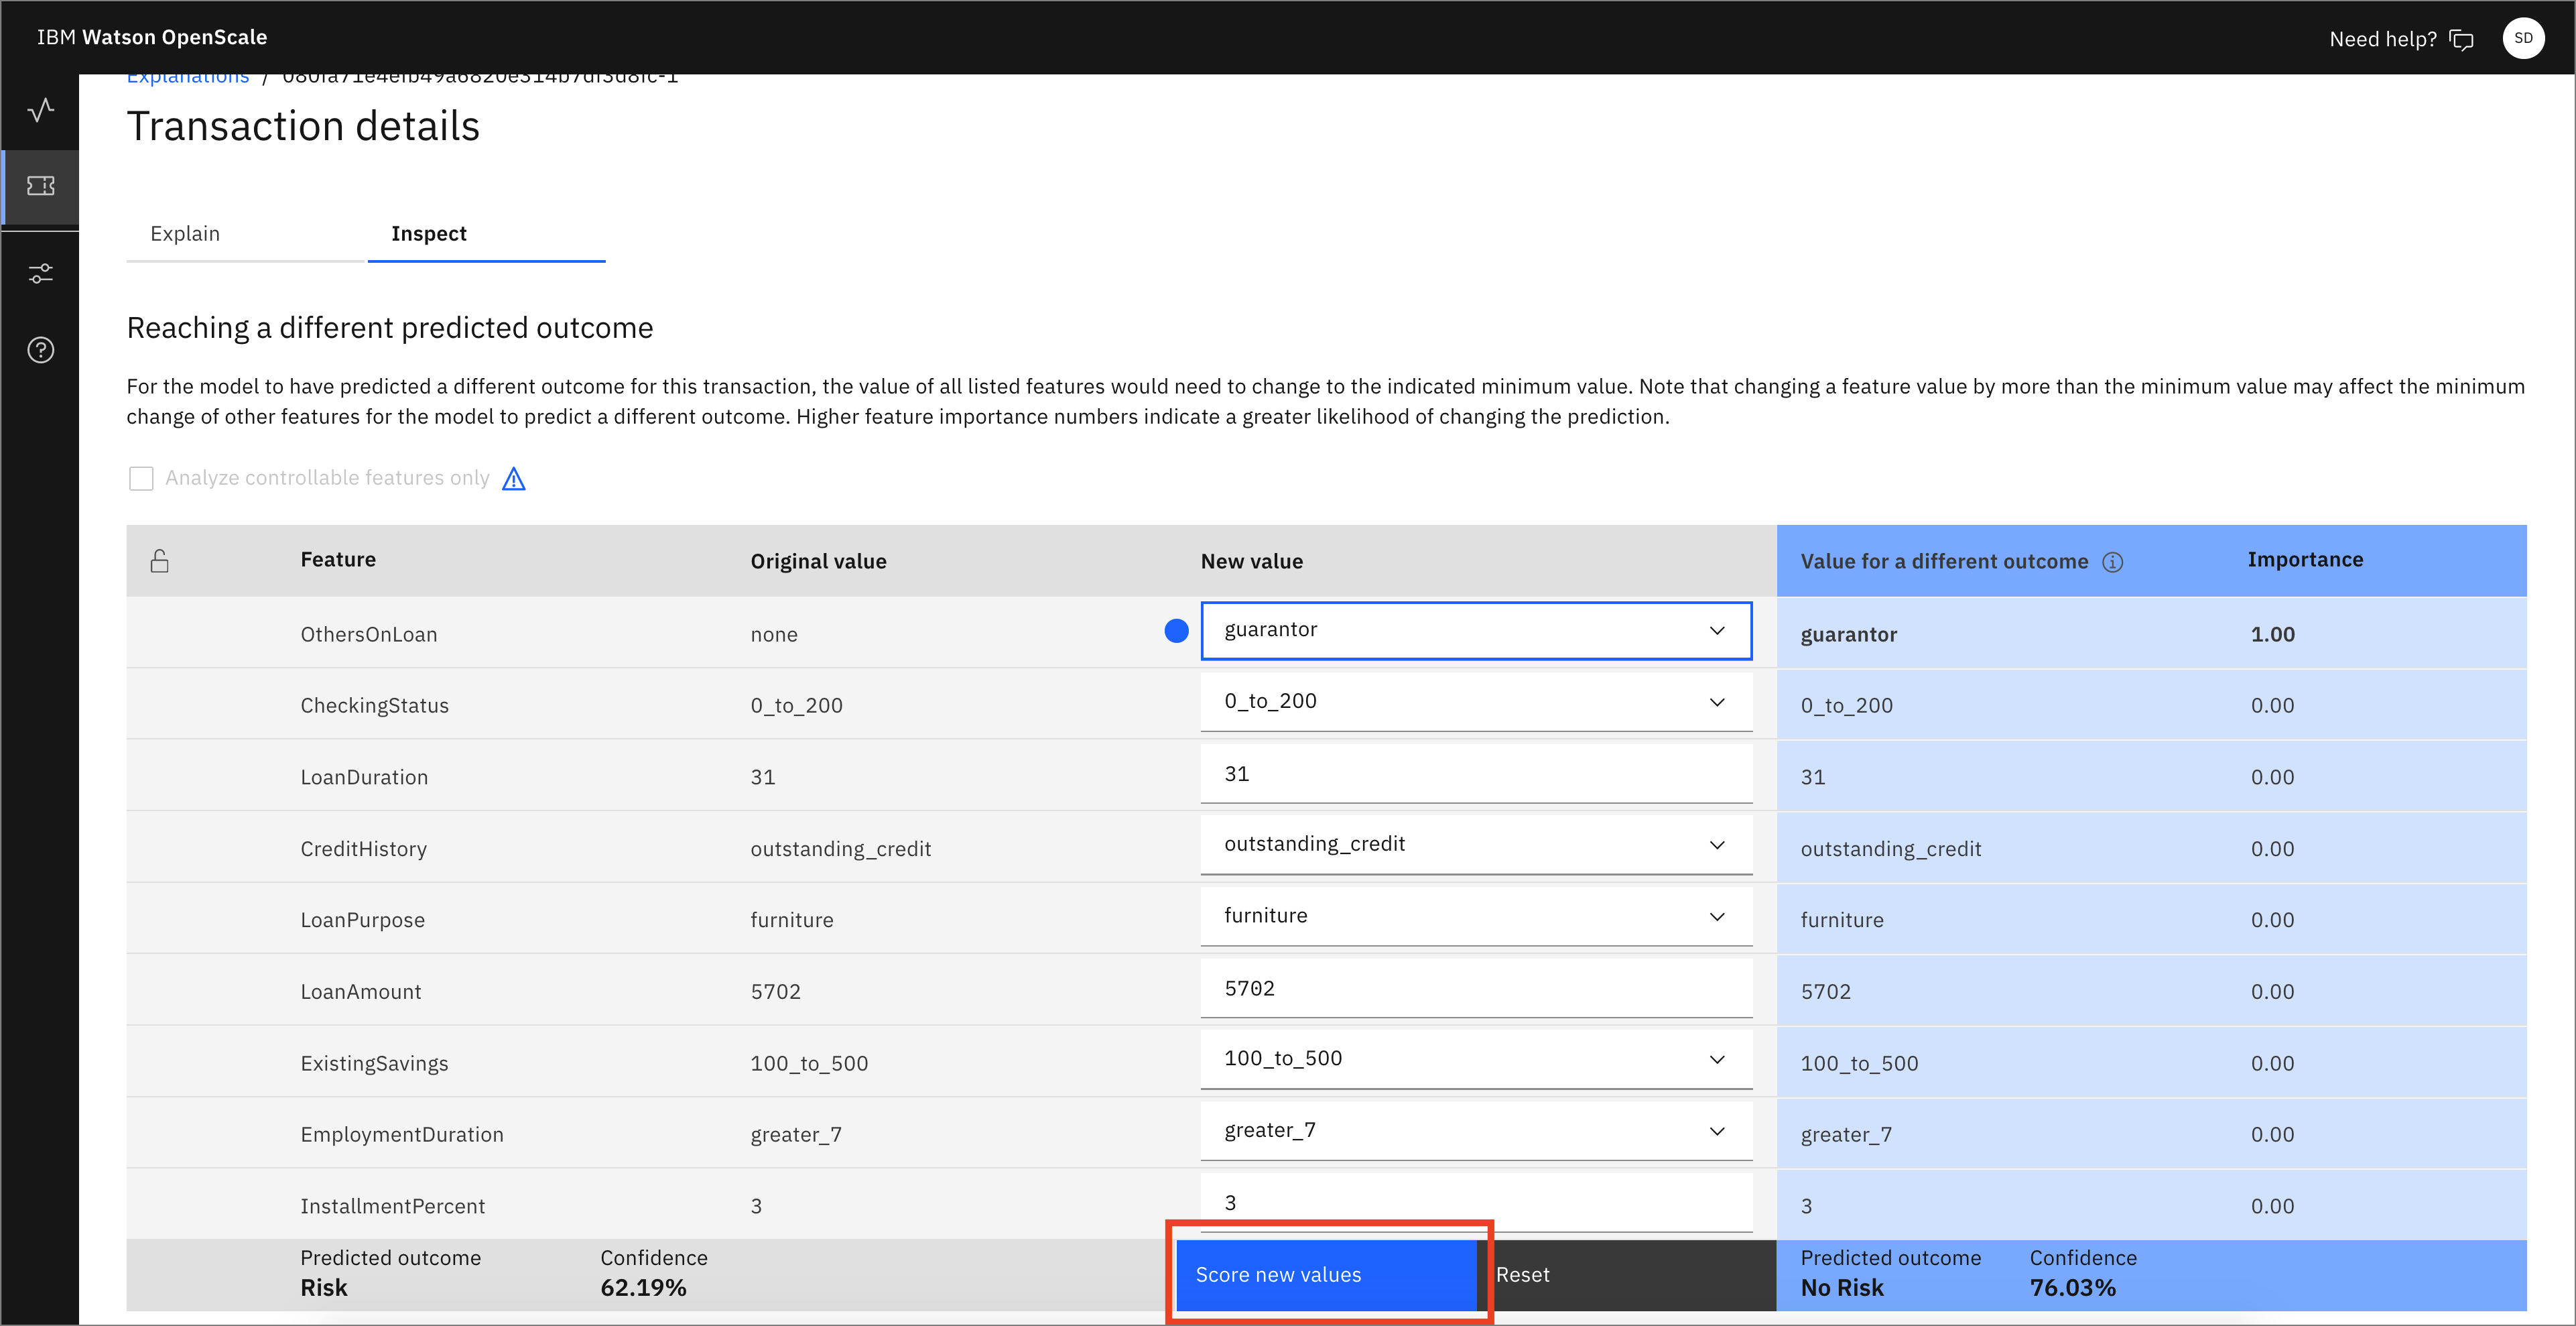 IBM Watson OpenScale
Need help?
SD
Explanations /
Transaction details
Explain
Inspect
Reaching a different predicted outcome
For the model to have predicted a different outcome for this transaction, the value of all listed features would need to change to the indicated minimum value. Note that changing a feature value by more than the minimum value may affect the minimum
change of other features for the model to predict a different outcome. Higher feature importance numbers indicate a greater likelihood of changing the prediction.
Analyze controllable features only
Feature Original value New value Value for a different outcome Importance
OthersOnLoan none guarantor guarantor 1.00
CheckingStatus 0_to_200 0_to_200 0_to_200 0.00
LoanDuration 31 31 31 0.00
CreditHistory outstanding_credit outstanding_credit outstanding_credit 0.00
LoanPurpose furniture furniture furniture 0.00
LoanAmount 5702 5702 5702 0.00
ExistingSavings 100_to_500 100_to_500 100_to_500 0.00
EmploymentDuration greater_7 greater_7 greater_7 0.00
InstallmentPercent 3 3 3 0.00
Predicted outcome Confidence Score new values Reset Predicted outcome Confidence
Risk 62.19% No Risk 76.03%